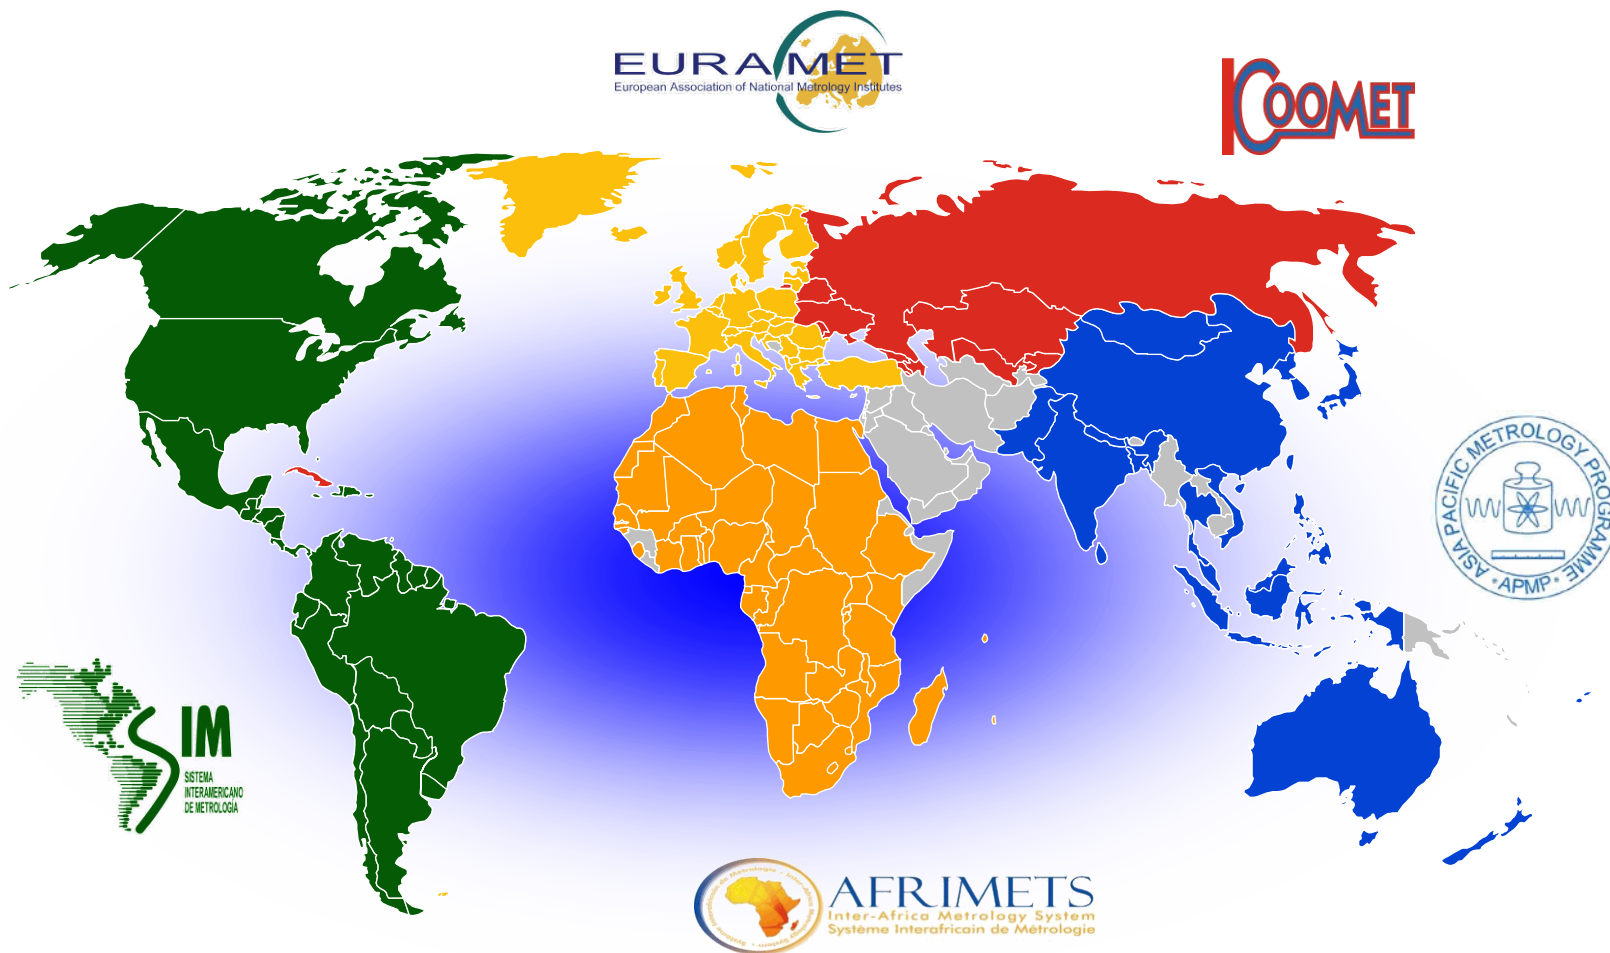 EURAMET
European Association of National Metrology Institutes
COOMET
ASIA PACIFIC METROLOGY PROGRAMME
· APMP ·
SIM
SISTEMA
INTERAMERICANO
DE METROLOGÍA
AFRIMETS
Inter-Africa Metrology System
Système Interafricain de Métrologie